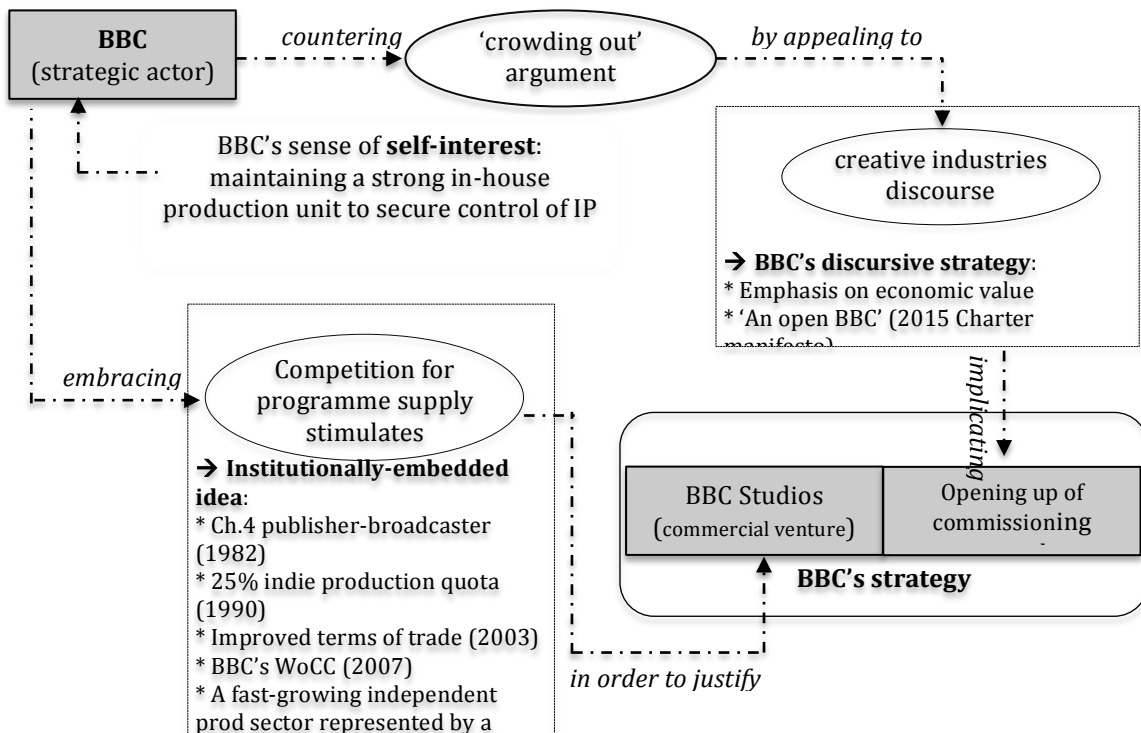 BBC
(strategic actor)
countering
‘crowding out’
argument
by appealing to
BBC’s sense of self-interest:
maintaining a strong in-house
production unit to secure control of IP
creative industries
discourse
→ BBC’s discursive strategy:
* Emphasis on economic value
* ‘An open BBC’ (2015 Charter
manifesto)
embracing
Competition for
programme supply
stimulates
→ Institutionally-embedded
idea:
* Ch.4 publisher-broadcaster
(1982)
* 25% indie production quota
(1990)
* Improved terms of trade (2003)
* BBC’s WoCC (2007)
* A fast-growing independent
prod sector represented by a
implicating
BBC Studios
(commercial venture)
Opening up of
commissioning
BBC’s strategy
in order to justify